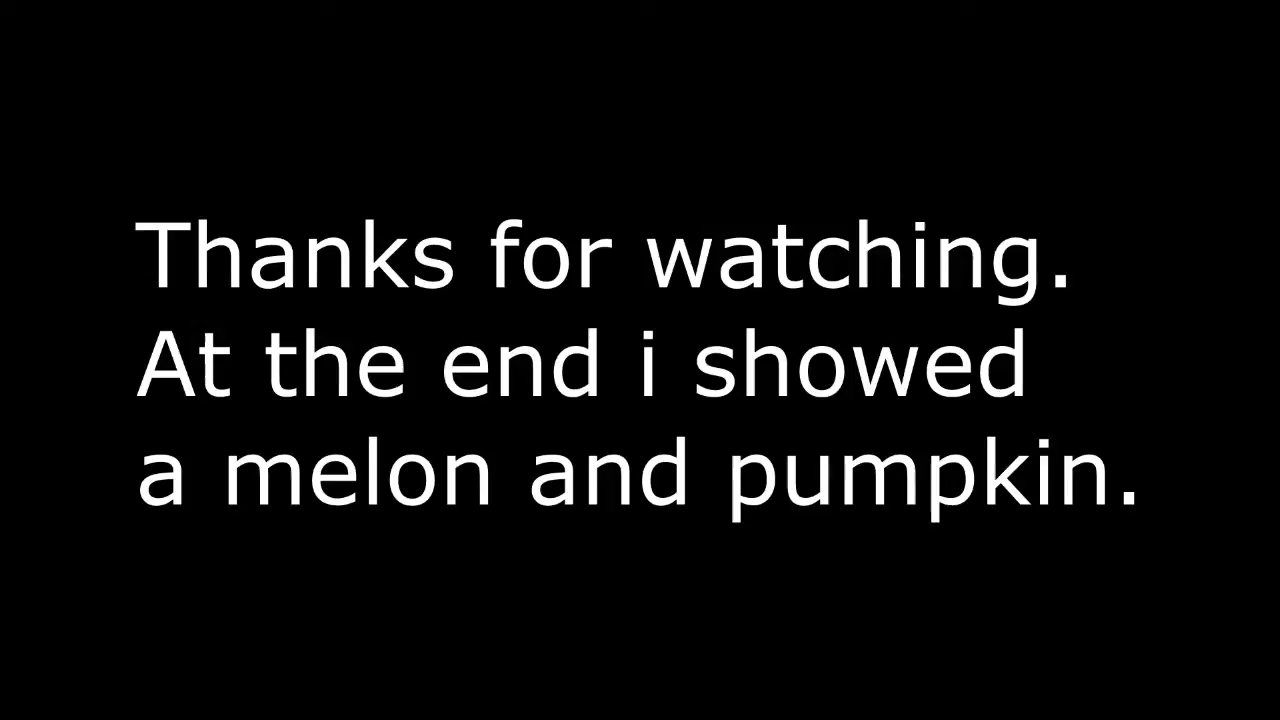 Thanks for watching.
At the end i showed
a melon and pumpkin.